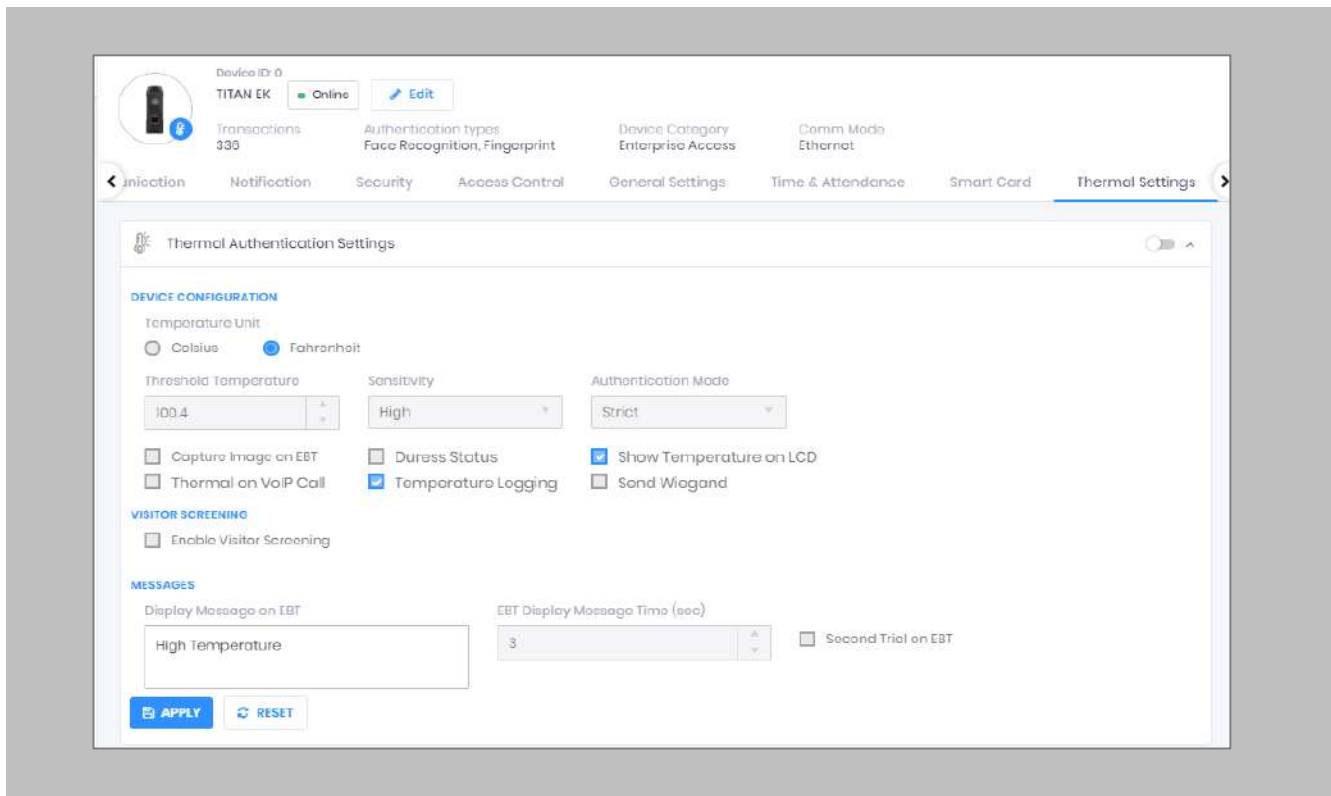 Device ID: 0
TITAN EK Online Edit
Transactions Authentication types Device Category Comm Mode
336 Face Recognition, Fingerprint Enterprise Access Ethernet
unication Notification Security Access Control General Settings Time & Attendance Smart Card Thermal Settings
Thermal Authentication Settings
DEVICE CONFIGURATION
Temperature Unit
Celsius Fahrenheit
Threshold Temperature Sensitivity Authentication Mode
100.4 High Strict
Capture Image on EBT Duress Status Show Temperature on LCD
Thermal on VoIP Call Temperature Logging Send Wiegand
VISITOR SCREENING
Enable Visitor Screening
MESSAGES
Display Message on EBT EBT Display Message Time (sec)
High Temperature 3 Second Trial on EBT
APPLY RESET